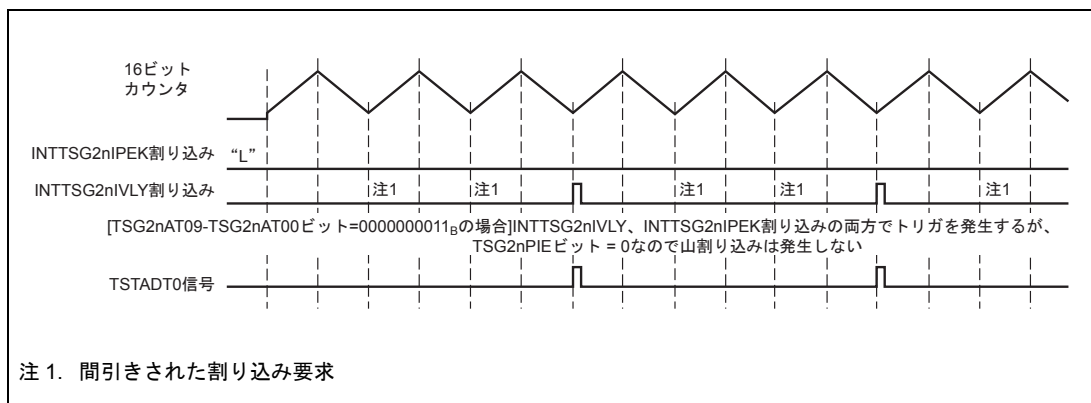 16ビット
カウンタ
INTTSG2nIPEK割り込み “L”
INTTSG2nIVLY割り込み 注1 注1 注1 注1 注1
[TSG2nAT09-TSG2nAT00ビット=0000000011Bの場合]INTTSG2nIVLY、INTTSG2nIPEK割り込みの両方でトリガを発生するが、
TSG2nPIEビット = 0なので山割り込みは発生しない
TSTADT0信号
注 1. 間引きされた割り込み要求